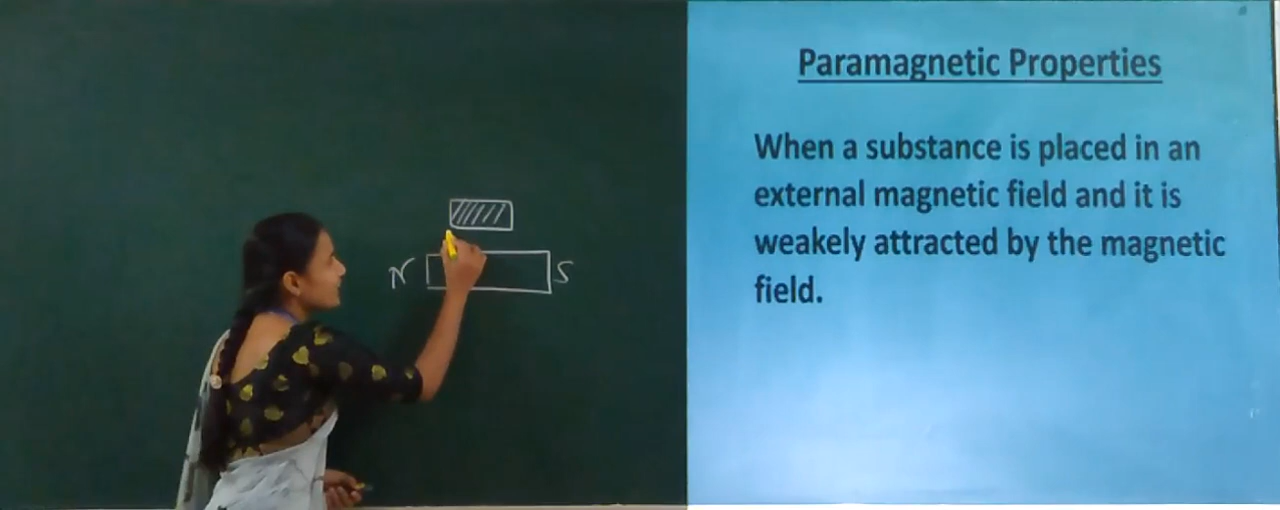 N S
Paramagnetic Properties
When a substance is placed in an
external magnetic field and it is
weakely attracted by the magnetic
field.